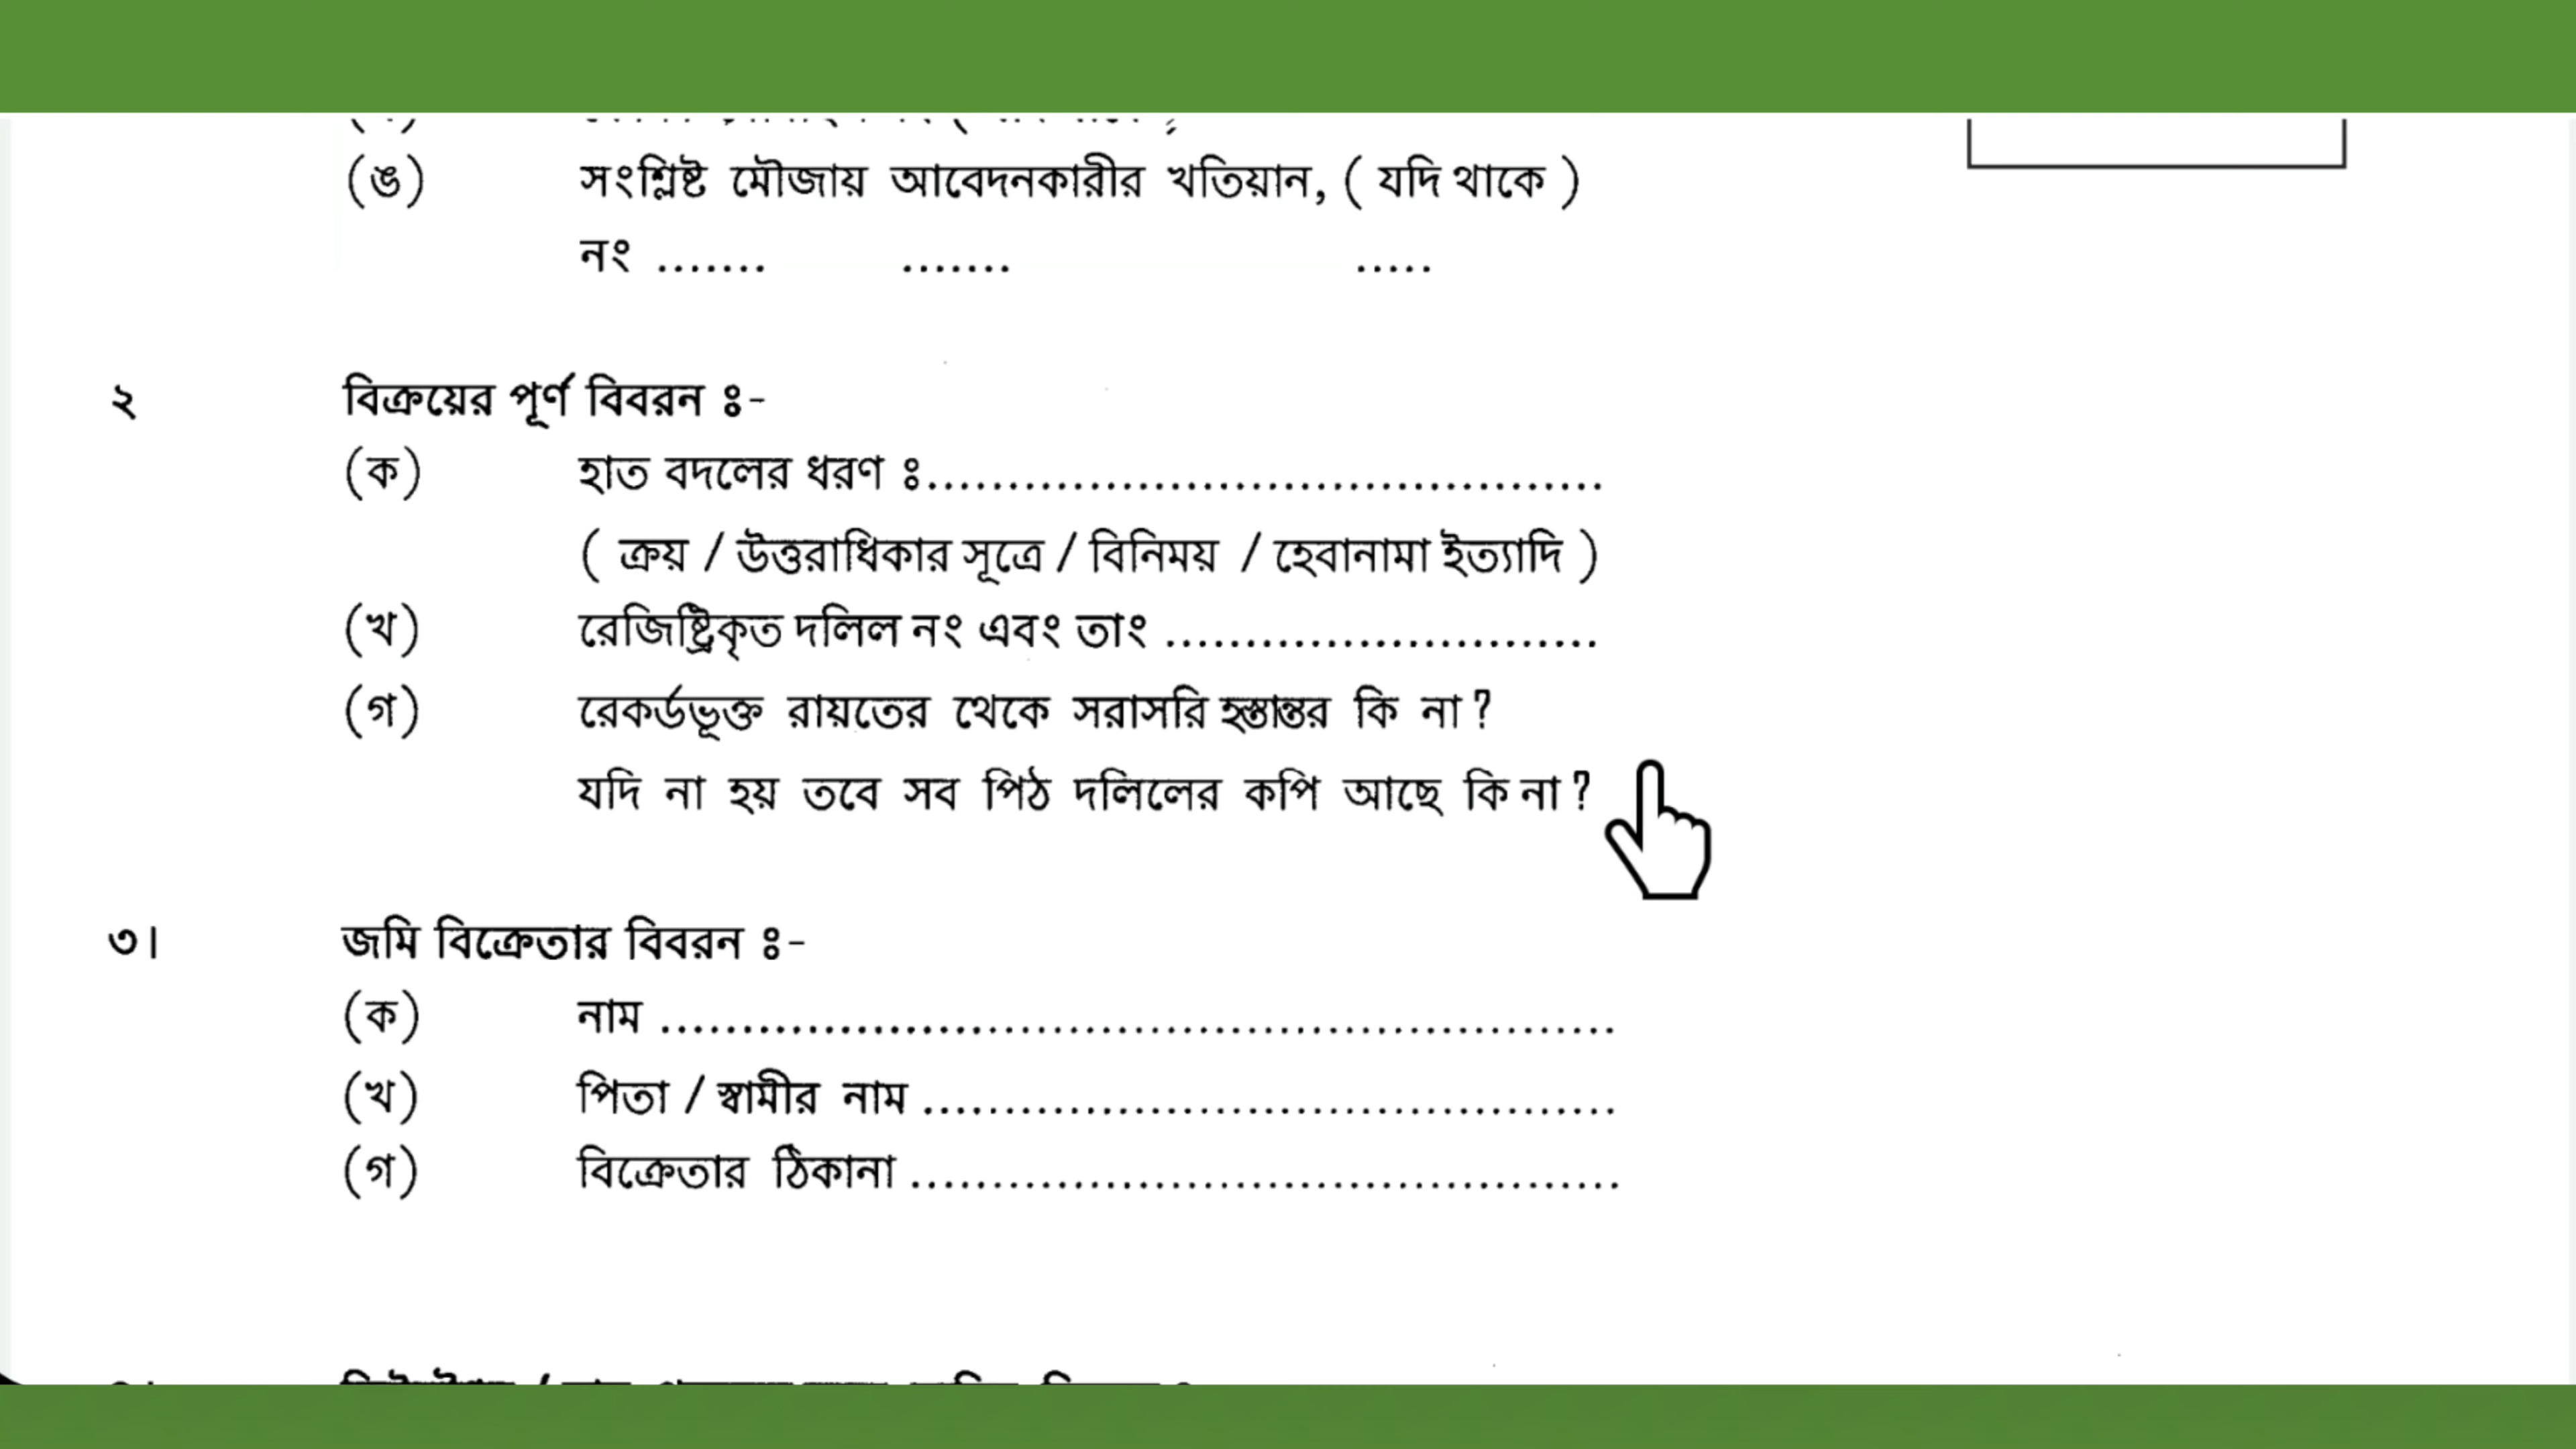 (ঙ) সংশ্লিষ্ট মৌজায় আবেদনকারীর খতিয়ান, ( যদি থাকে )
নং ....... ....... .....
২ বিক্রয়ের পূর্ণ বিবরন ঃ-
(ক) হাত বদলের ধরণ ঃ..........................................
( ক্রয় / উত্তরাধিকার সূত্রে / বিনিময় / হেবানামা ইত্যাদি )
(খ) রেজিষ্ট্রিকৃত দলিল নং এবং তাং ...........................
(গ) রেকর্ডভূক্ত রায়তের থেকে সরাসরি হস্তান্তর কি না ?
যদি না হয় তবে সব পিঠ দলিলের কপি আছে কি না ?
৩। জমি বিক্রেতার বিবরন ঃ-
(ক) নাম ..........................................................
(খ) পিতা / স্বামীর নাম ...........................................
(গ) বিক্রেতার ঠিকানা ............................................